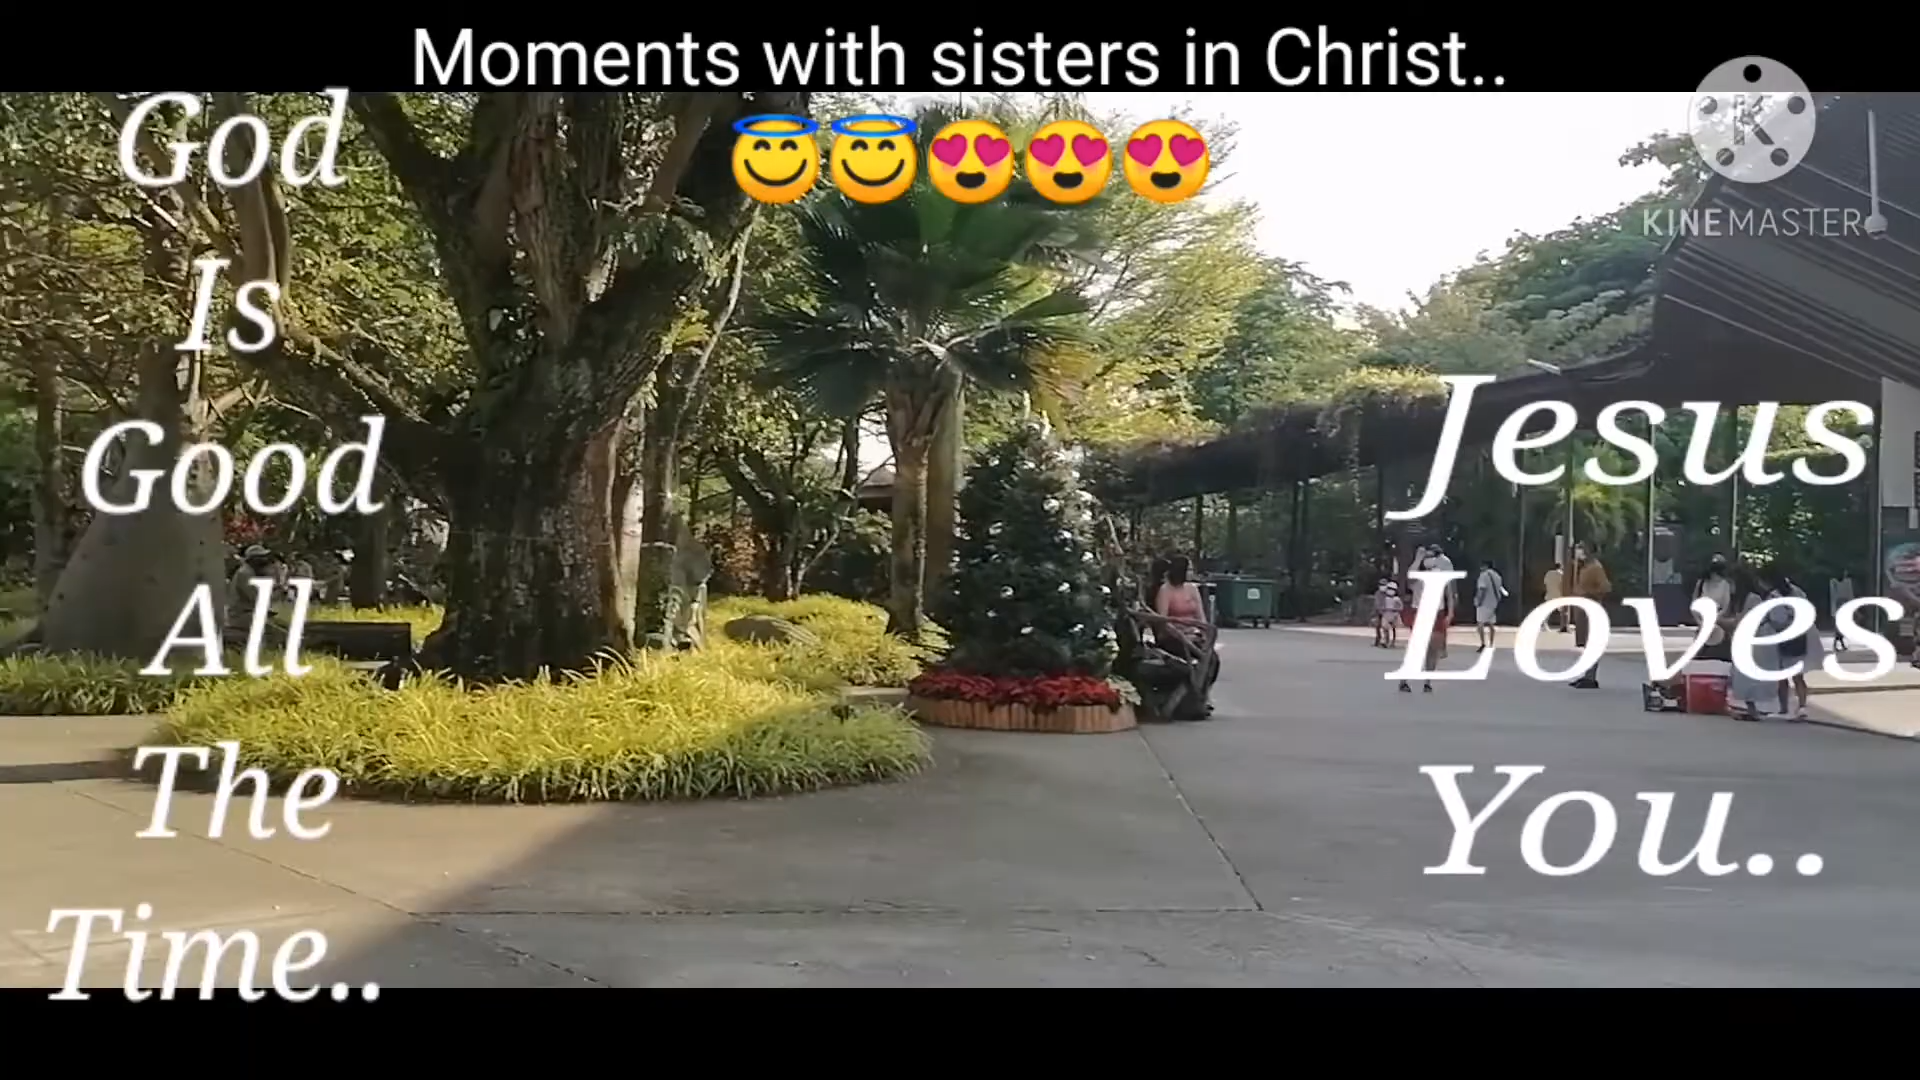 Moments with sisters in Christ..
😇😇😍😍😍
God
Is
Good
All
The
Time..
K
KINEMASTER
Jesus
Loves
You..